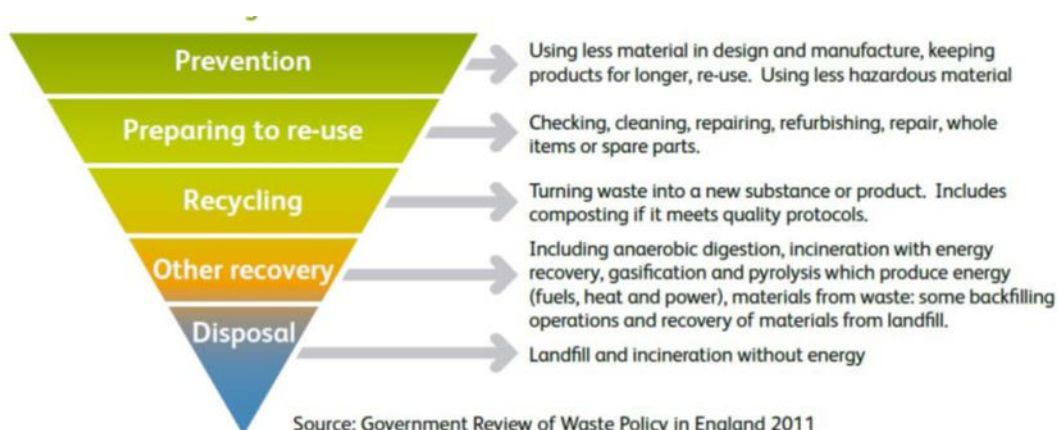 Prevention
Using less material in design and manufacture, keeping
products for longer, re-use. Using less hazardous material
Preparing to re-use
Checking, cleaning, repairing, refurbishing, repair, whole
items or spare parts.
Recycling
Turning waste into a new substance or product. Includes
composting if it meets quality protocols.
Other recovery
Including anaerobic digestion, incineration with energy
recovery, gasification and pyrolysis which produce energy
(fuels, heat and power), materials from waste: some backfilling
operations and recovery of materials from landfill.
Disposal
Landfill and incineration without energy
Source: Government Review of Waste Policy in England 2011